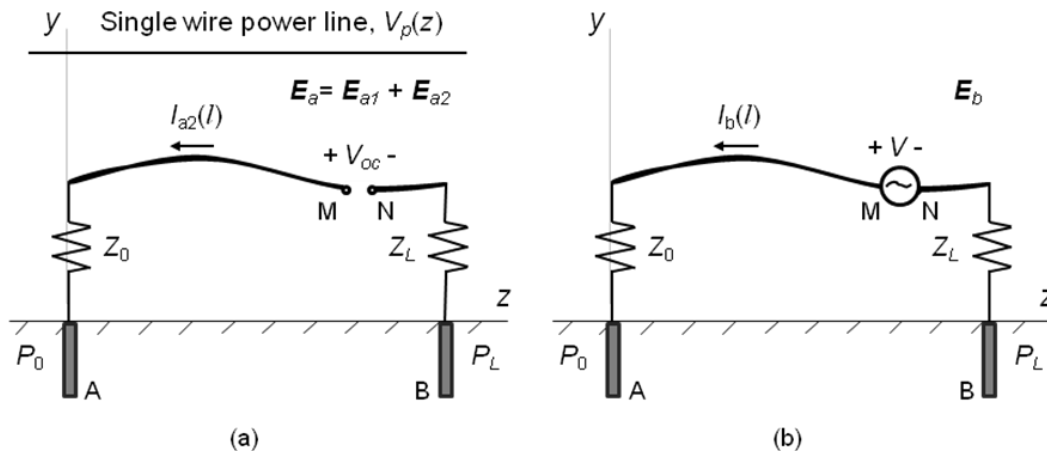 y
Single wire power line, Vp(z)
Ea= Ea1 + Ea2
Ia2(l)
+ Voc -
M N
Z0
ZL
z
P0
A
B
PL
(a)
y
Eb
Ib(l)
+ V -
M N
Z0
ZL
z
P0
A
B
PL
(b)